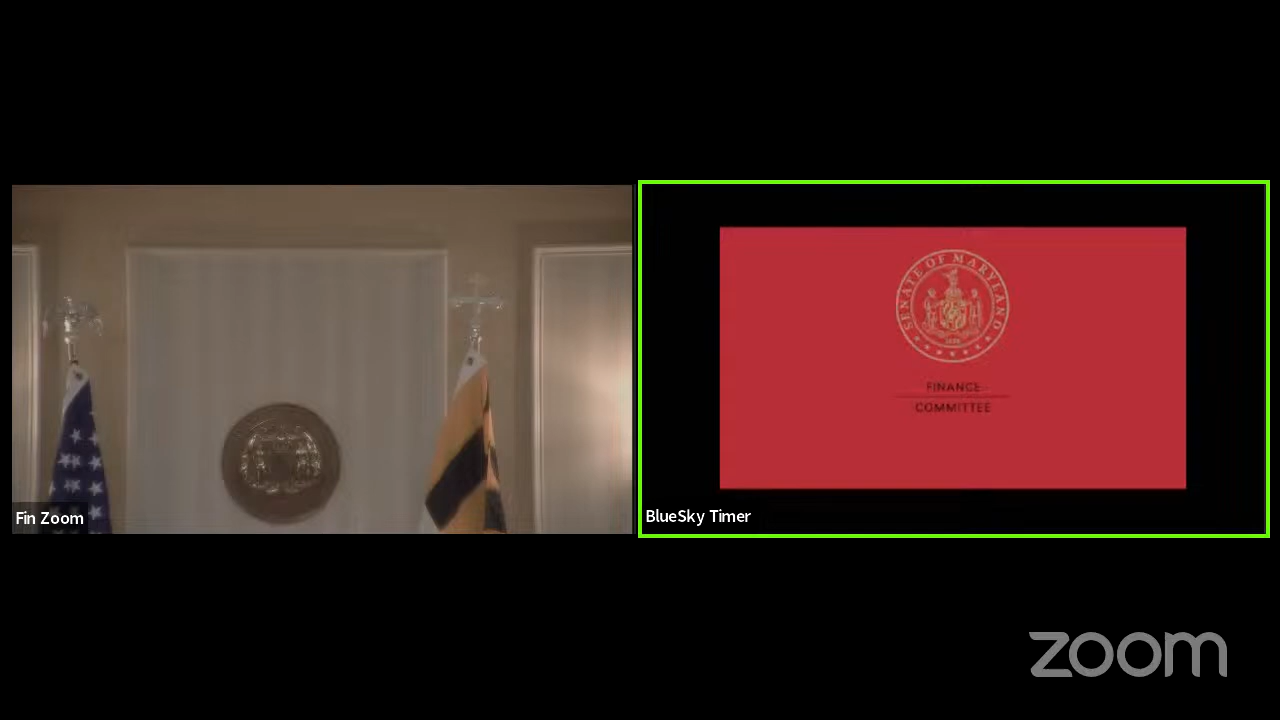 Fin Zoom
SENATE OF MARYLAND
FINANCE
COMMITTEE
BlueSky Timer
zoom